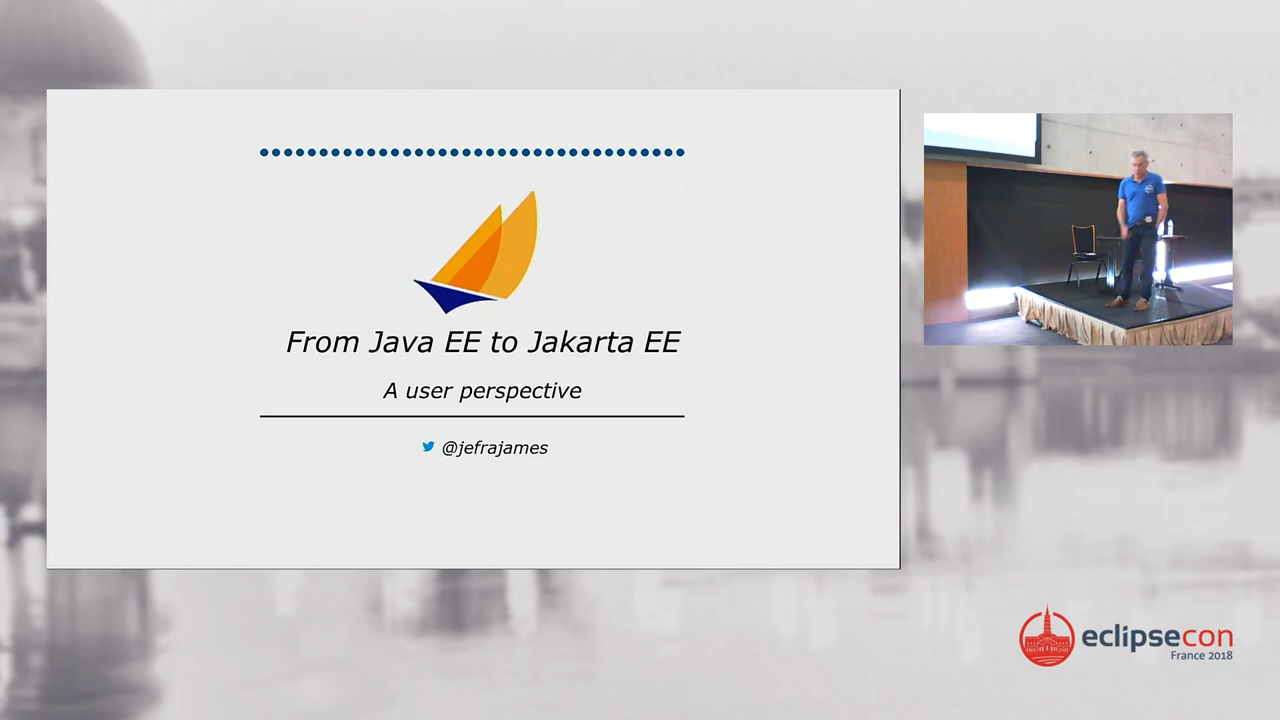 From Java EE to Jakarta EE
A user perspective
@jefrajames
eclipsecon
France 2018